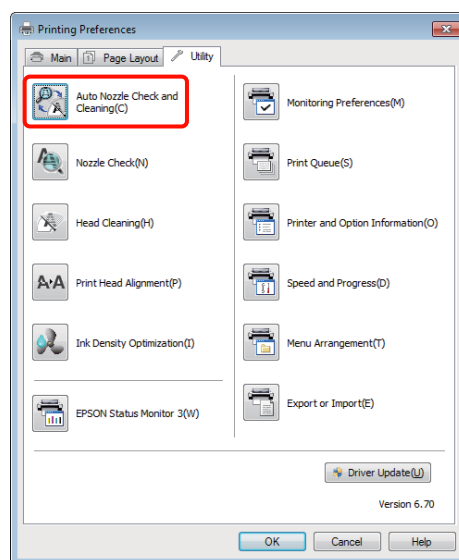 Printing Preferences
Main
Page Layout
Utility
Auto Nozzle Check and
Cleaning(C)
Nozzle Check(N)
Head Cleaning(H)
Print Head Alignment(P)
Ink Density Optimization(I)
EPSON Status Monitor 3(W)
Monitoring Preferences(M)
Print Queue(S)
Printer and Option Information(O)
Speed and Progress(D)
Menu Arrangement(T)
Export or Import(E)
Driver Update(U)
Version 6.70
OK
Cancel
Help